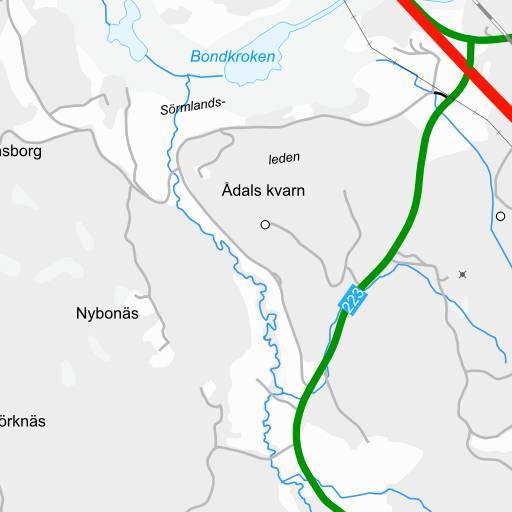 Bondkroken
Sörmlands-
leden
sborg
Ådals kvarn
223
Nybonäs
örknäs